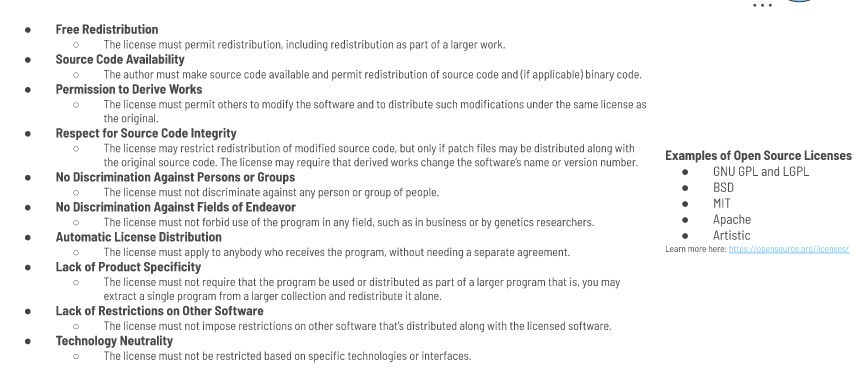 ● Free Redistribution
○ The license must permit redistribution, including redistribution as part of a larger work.
● Source Code Availability
○ The author must make source code available and permit redistribution of source code and (if applicable) binary code.
● Permission to Derive Works
○ The license must permit others to modify the software and to distribute such modifications under the same license as
the original.
● Respect for Source Code Integrity
○ The license may restrict redistribution of modified source code, but only if patch files may be distributed along with
the original source code. The license may require that derived works change the software's name or version number.
● No Discrimination Against Persons or Groups
○ The license must not discriminate against any person or group of people.
● No Discrimination Against Fields of Endeavor
○ The license must not forbid use of the program in any field, such as in business or by genetics researchers.
● Automatic License Distribution
○ The license must apply to anybody who receives the program, without needing a separate agreement.
● Lack of Product Specificity
○ The license must not require that the program be used or distributed as part of a larger program that is, you may
extract a single program from a larger collection and redistribute it alone.
● Lack of Restrictions on Other Software
○ The license must not impose restrictions on other software that's distributed along with the licensed software.
● Technology Neutrality
○ The license must not be restricted based on specific technologies or interfaces.
Examples of Open Source Licenses
● GNU GPL and LGPL
● BSD
● MIT
● Apache
● Artistic
Learn more here: https://opensource.org/licenses/